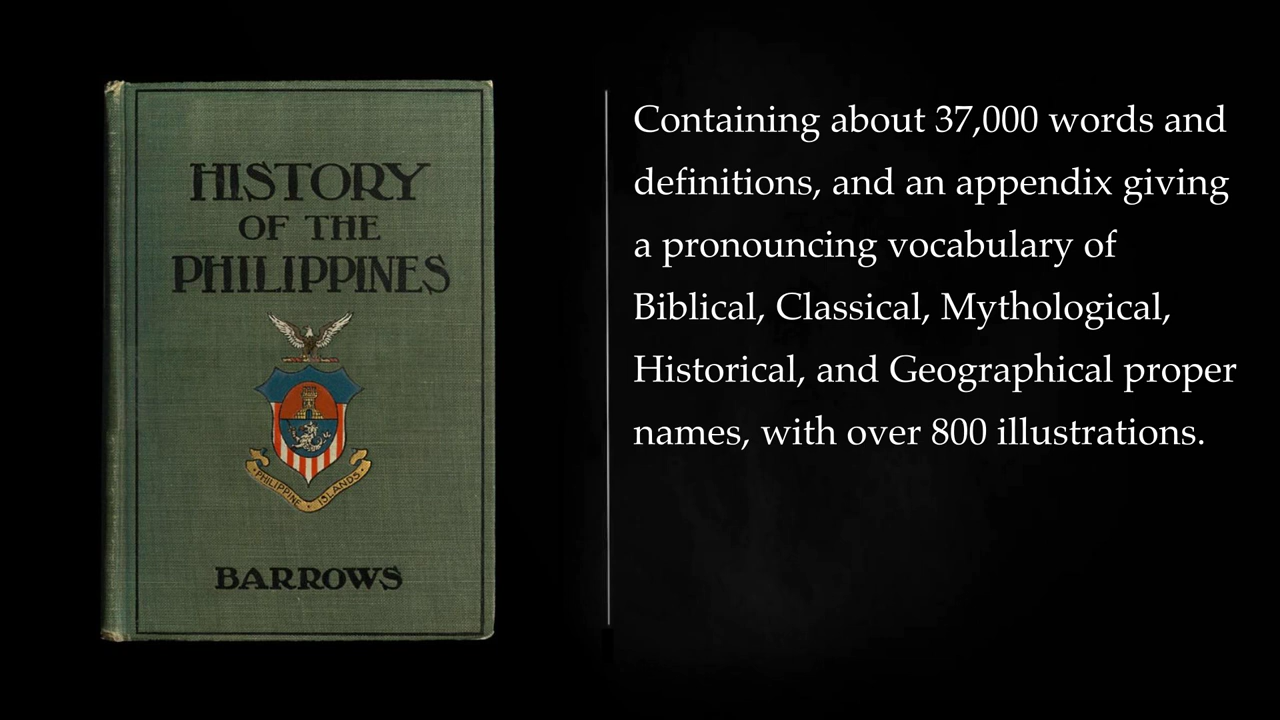 HISTORY
OF THE
PHILIPPINES
PHILIPPINE ISLANDS
BARROWS
Containing about 37,000 words and
definitions, and an appendix giving
a pronouncing vocabulary of
Biblical, Classical, Mythological,
Historical, and Geographical proper
names, with over 800 illustrations.